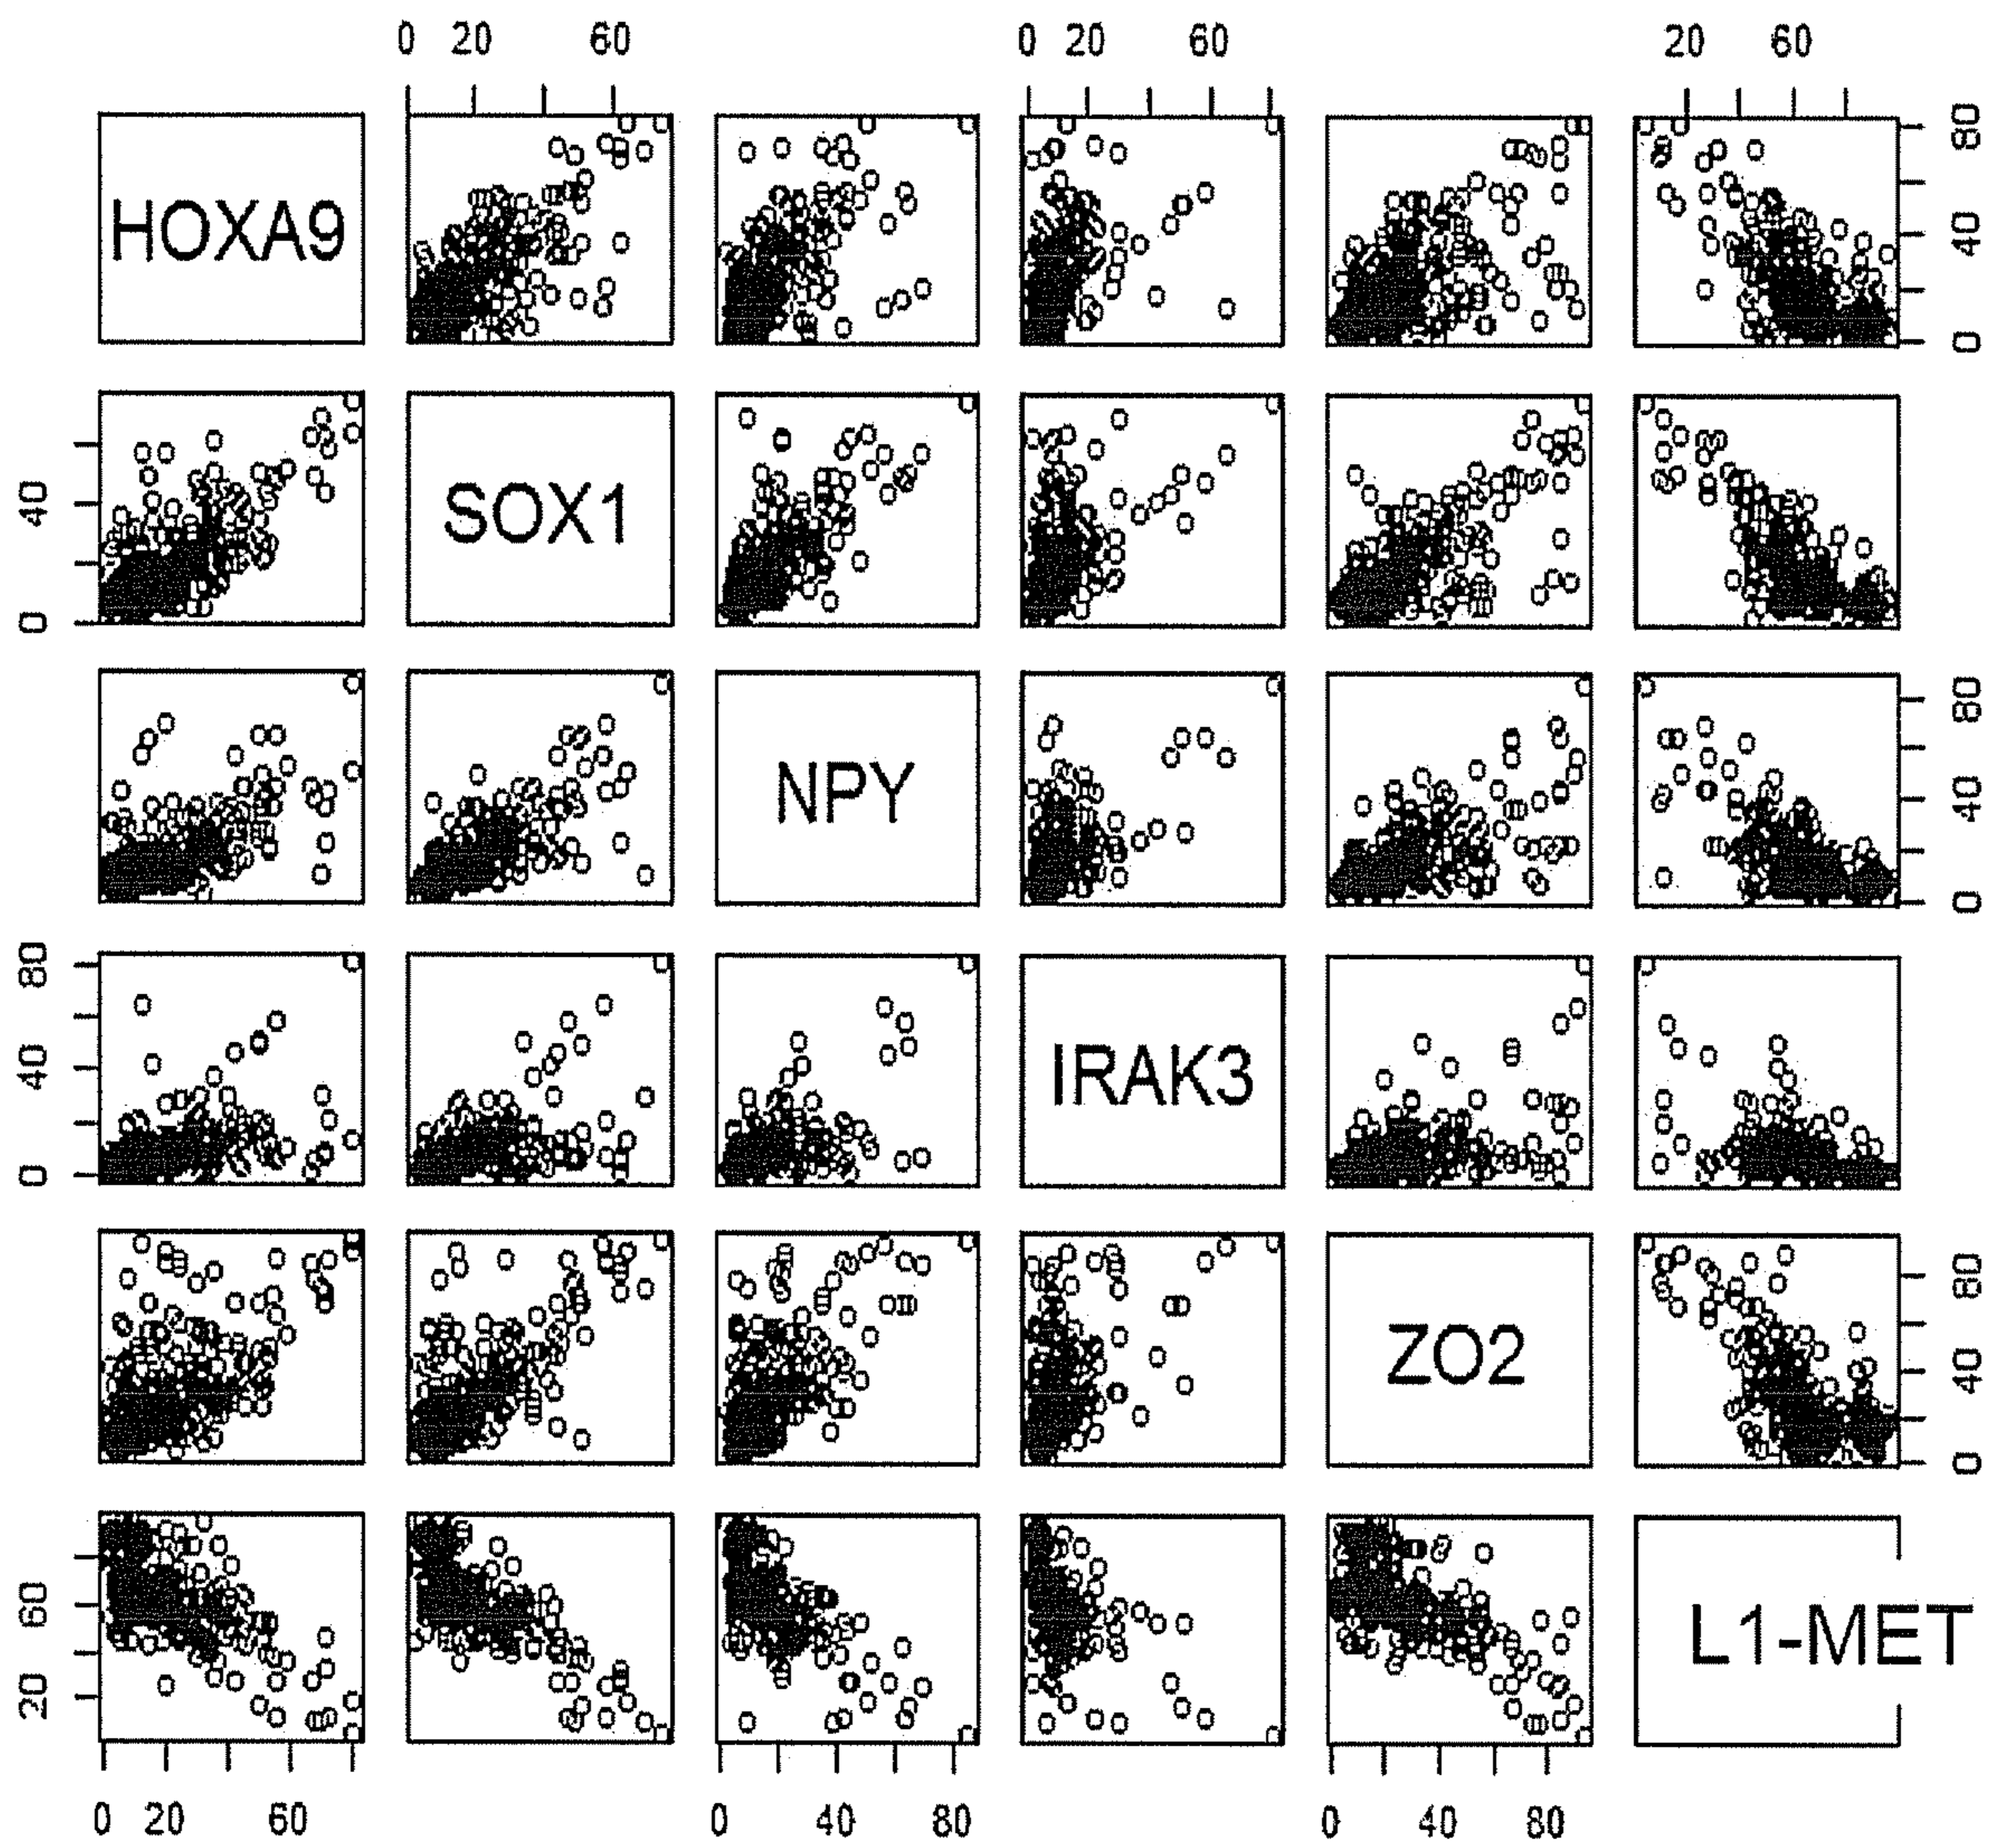 0 20 60 0 20 60 20 60
HOXA9 80 40 0
40 0 SOX1
NPY 80 40 0
80 40 0 IRAK3
ZO2 80 40 0
60 20 L1-MET
0 20 60 0 40 80 0 40 80